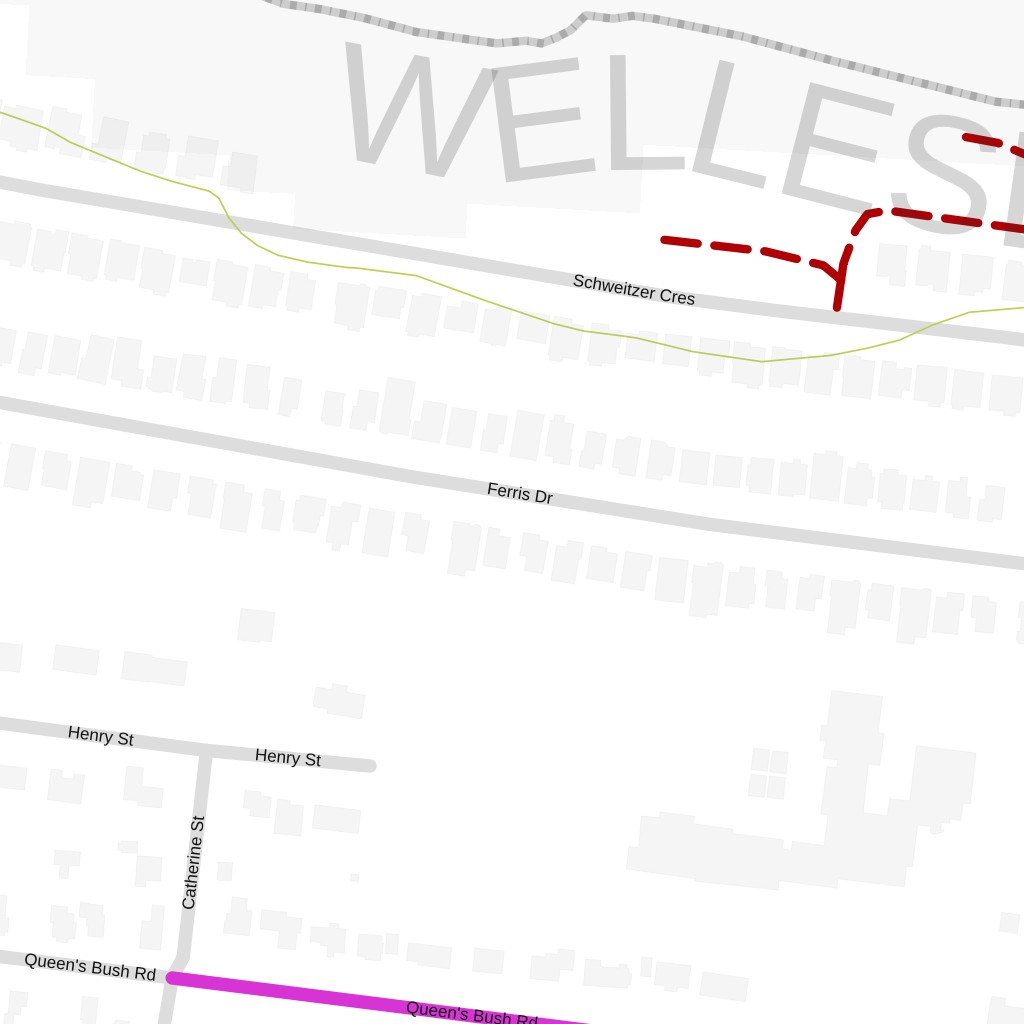 WELLES
Schweitzer Cres
Ferris Dr
Henry St
Henry St
Catherine St
Queen's Bush Rd
Queen's Bush Rd